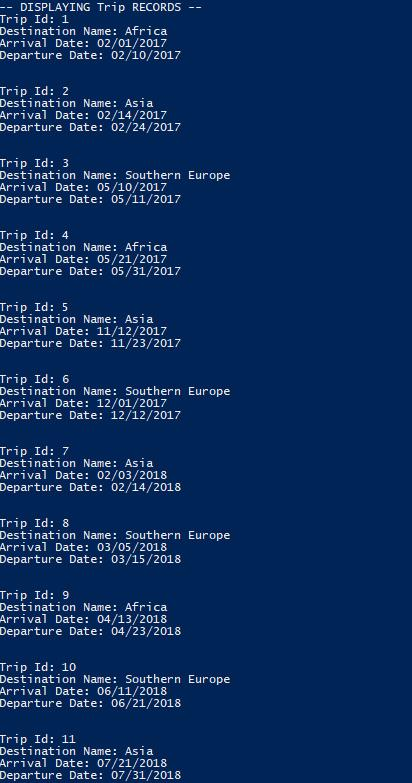 -- DISPLAYING Trip RECORDS --
Trip Id: 1
Destination Name: Africa
Arrival Date: 02/01/2017
Departure Date: 02/10/2017
Trip Id: 2
Destination Name: Asia
Arrival Date: 02/14/2017
Departure Date: 02/24/2017
Trip Id: 3
Destination Name: Southern Europe
Arrival Date: 05/10/2017
Departure Date: 05/11/2017
Trip Id: 4
Destination Name: Africa
Arrival Date: 05/21/2017
Departure Date: 05/31/2017
Trip Id: 5
Destination Name: Asia
Arrival Date: 11/12/2017
Departure Date: 11/23/2017
Trip Id: 6
Destination Name: Southern Europe
Arrival Date: 12/01/2017
Departure Date: 12/12/2017
Trip Id: 7
Destination Name: Asia
Arrival Date: 02/03/2018
Departure Date: 02/14/2018
Trip Id: 8
Destination Name: Southern Europe
Arrival Date: 03/05/2018
Departure Date: 03/15/2018
Trip Id: 9
Destination Name: Africa
Arrival Date: 04/13/2018
Departure Date: 04/23/2018
Trip Id: 10
Destination Name: Southern Europe
Arrival Date: 06/11/2018
Departure Date: 06/21/2018
Trip Id: 11
Destination Name: Asia
Arrival Date: 07/21/2018
Departure Date: 07/31/2018